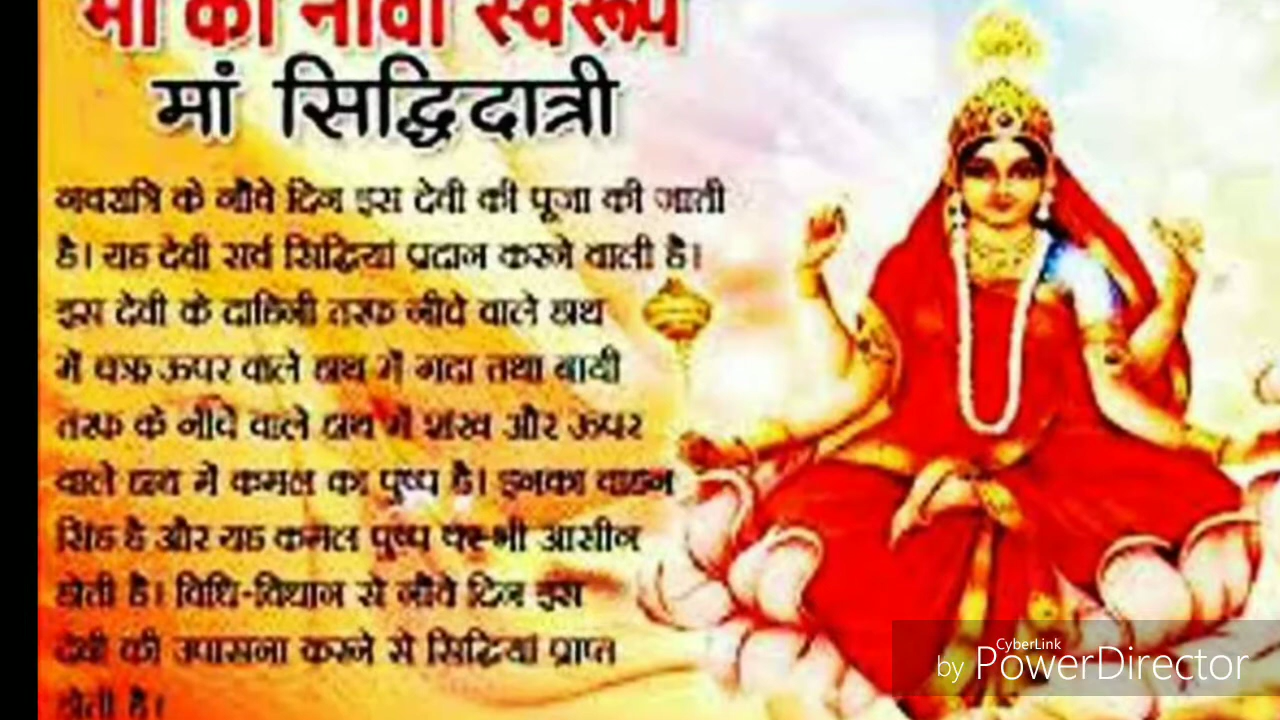 मां का नौवां स्वरूप
मां सिद्धिदात्री
नवरात्रि के नौवे दिन इस देवी की पूजा की जाती
है। यह देवी सर्व सिद्धियां प्रदान करने वाली है।
इस देवी के दाहिनी तरफ नीचे वाले हाथ
में चक्र ऊपर वाले हाथ में गदा तथा बायी
तरफ के नीचे वाले हाथ में शंख और ऊपर
वाले हाथ में कमल का पुष्प है। इनका वाहन
सिंह है और यह कमल पुष्प पर भी आसीन
होती है। विधि-विधान से नौवे दिन इस
देवी की उपासना करने से सिद्धियां प्राप्त
होती है।
CyberLink
by PowerDirector